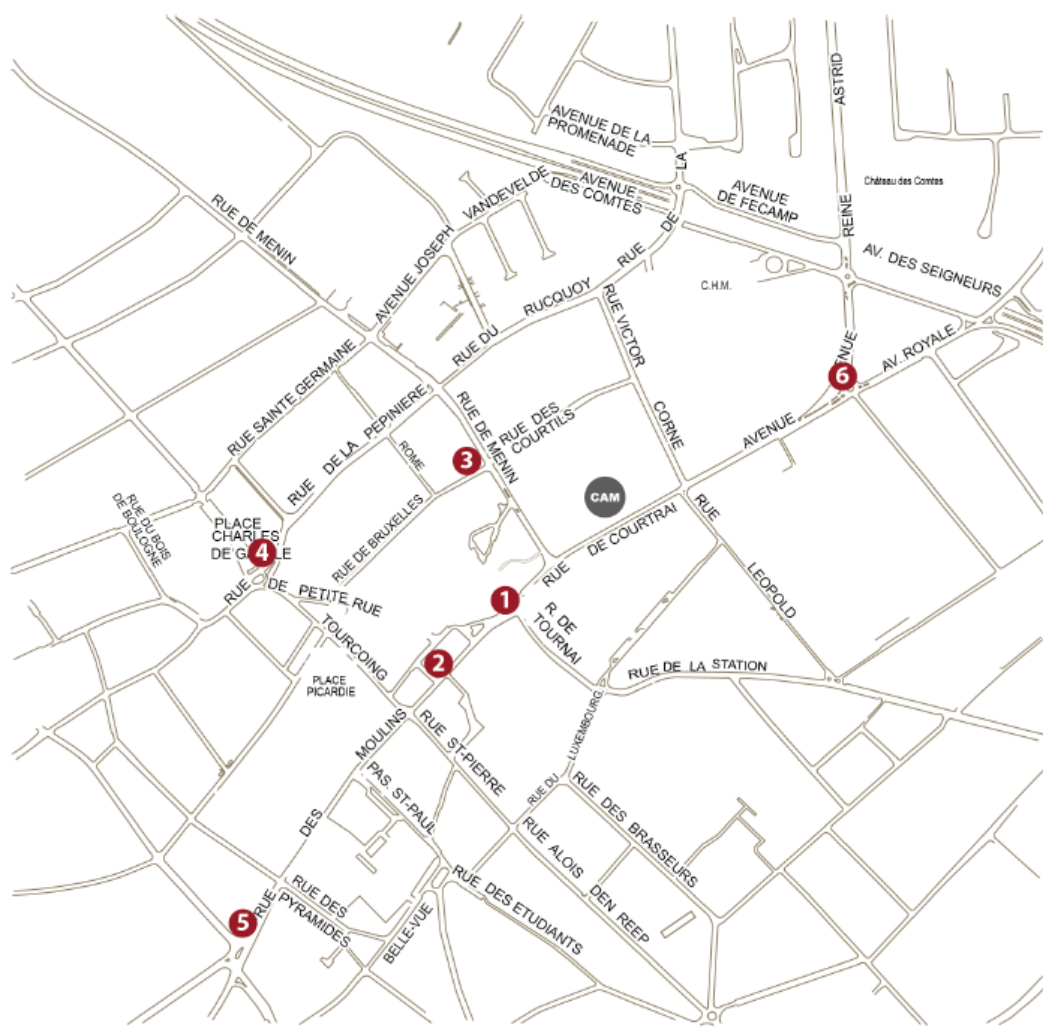 ASTRID
AVENUE DE LA
PROMENADE
LA
Château des Comtes
AVENUE
DES COMTES
AVENUE
DE FECAMP
VANDEVELDE
RUE DE MENIN
REINE
DE
AVENUE JOSEPH
RUE
AV. DES SEIGNEURS
C.H.M.
RUCQUOY
RUE VICTOR
RUE DU
AV. ROYALE
ENUE
6
RUE SAINTE GERMAINE
RUE DE LA PEPINIERE
RUE DE MENIN
RUE DES
COURTILS
CORNE
AVENUE
3
ROME
CAM
RUE DU BOIS
DE BOULOGNE
PLACE
CHARLES
DE GAULLE
4
RUE DE BRUXELLES
DE COURTRAI
RUE
RUE
RUE
DE PETITE RUE
1
LEOPOLD
R. DE
TOURNAI
TOURCOING
2
RUE DE LA STATION
PLACE
PICARDIE
LUXEMBOURG
MOULINS
RUE ST-PIERRE
PAS. ST-PAUL
RUE DU
RUE DES BRASSEURS
DES
RUE ALOIS DEN REEP
RUE DES
PYRAMIDES
RUE
RUE DES ETUDIANTS
BELLE-VUE
5